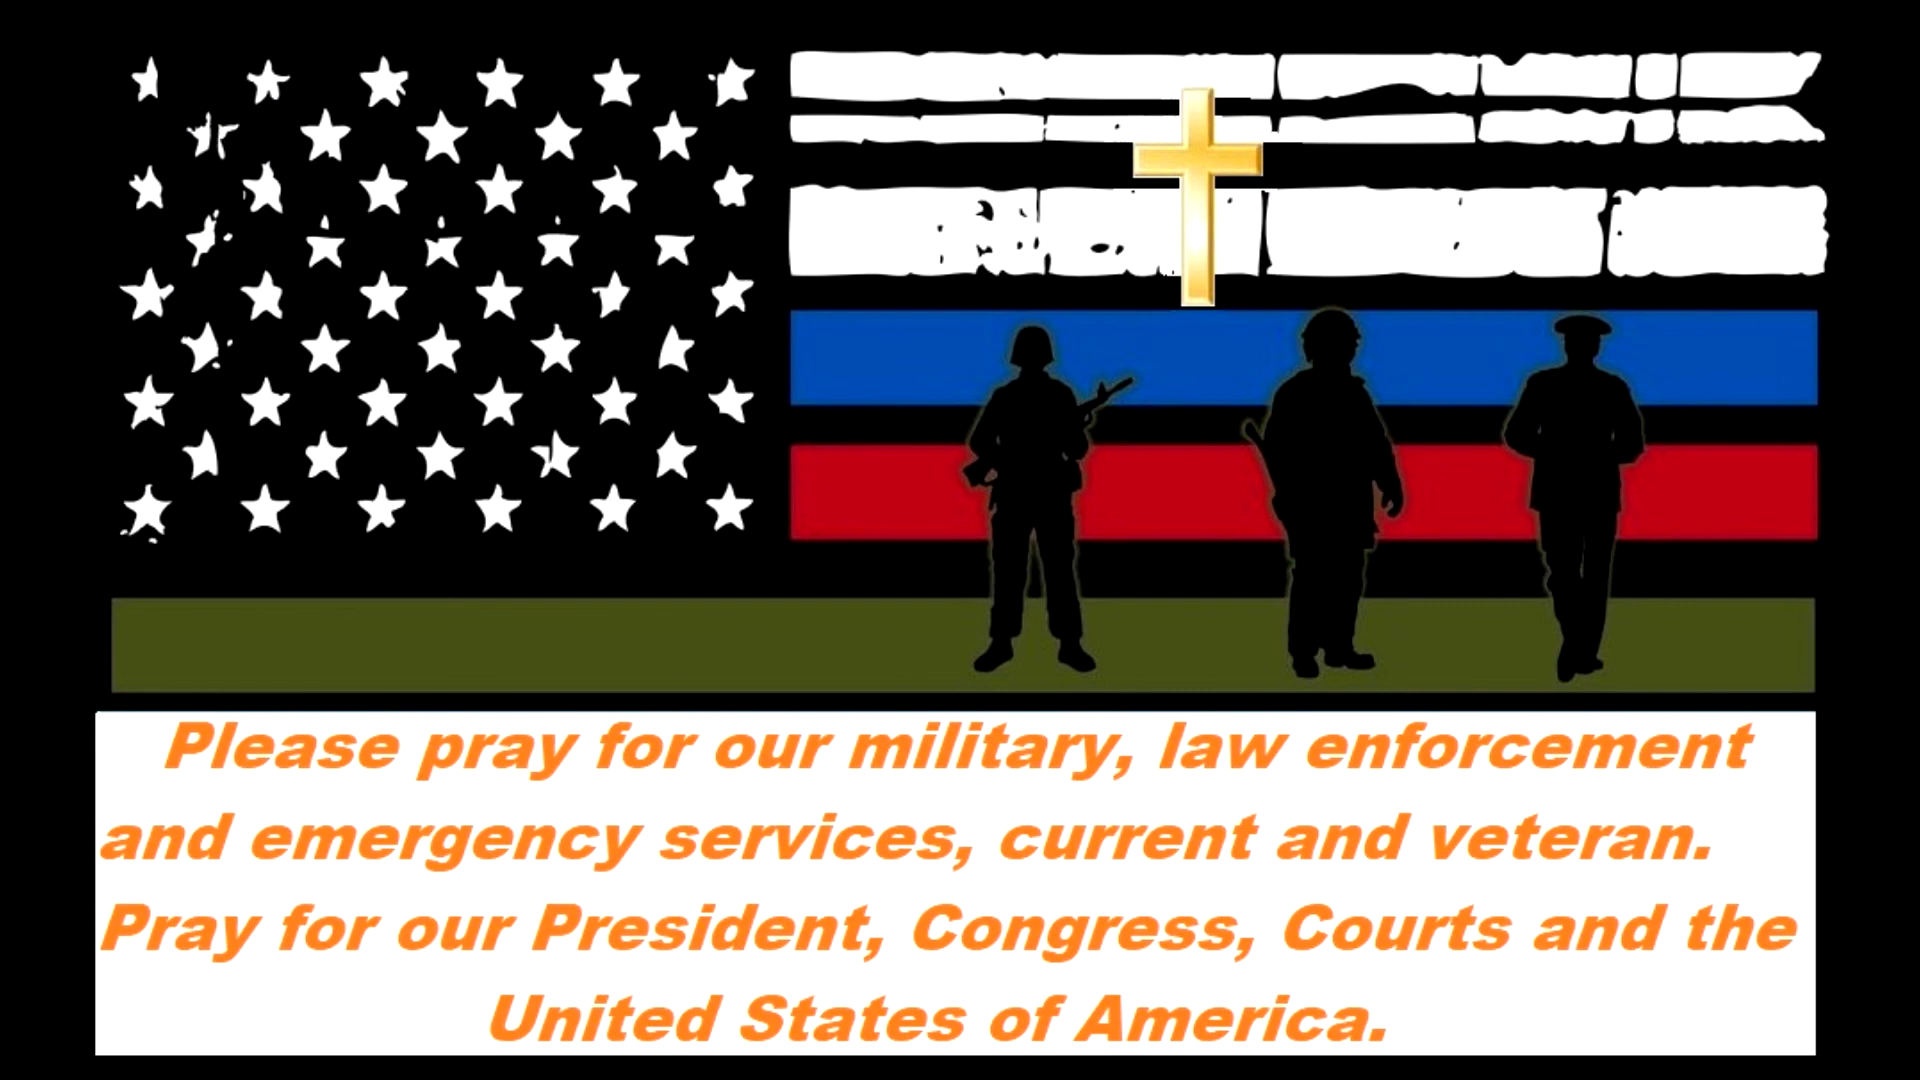 Please pray for our military, law enforcement
and emergency services, current and veteran.
Pray for our President, Congress, Courts and the
United States of America.